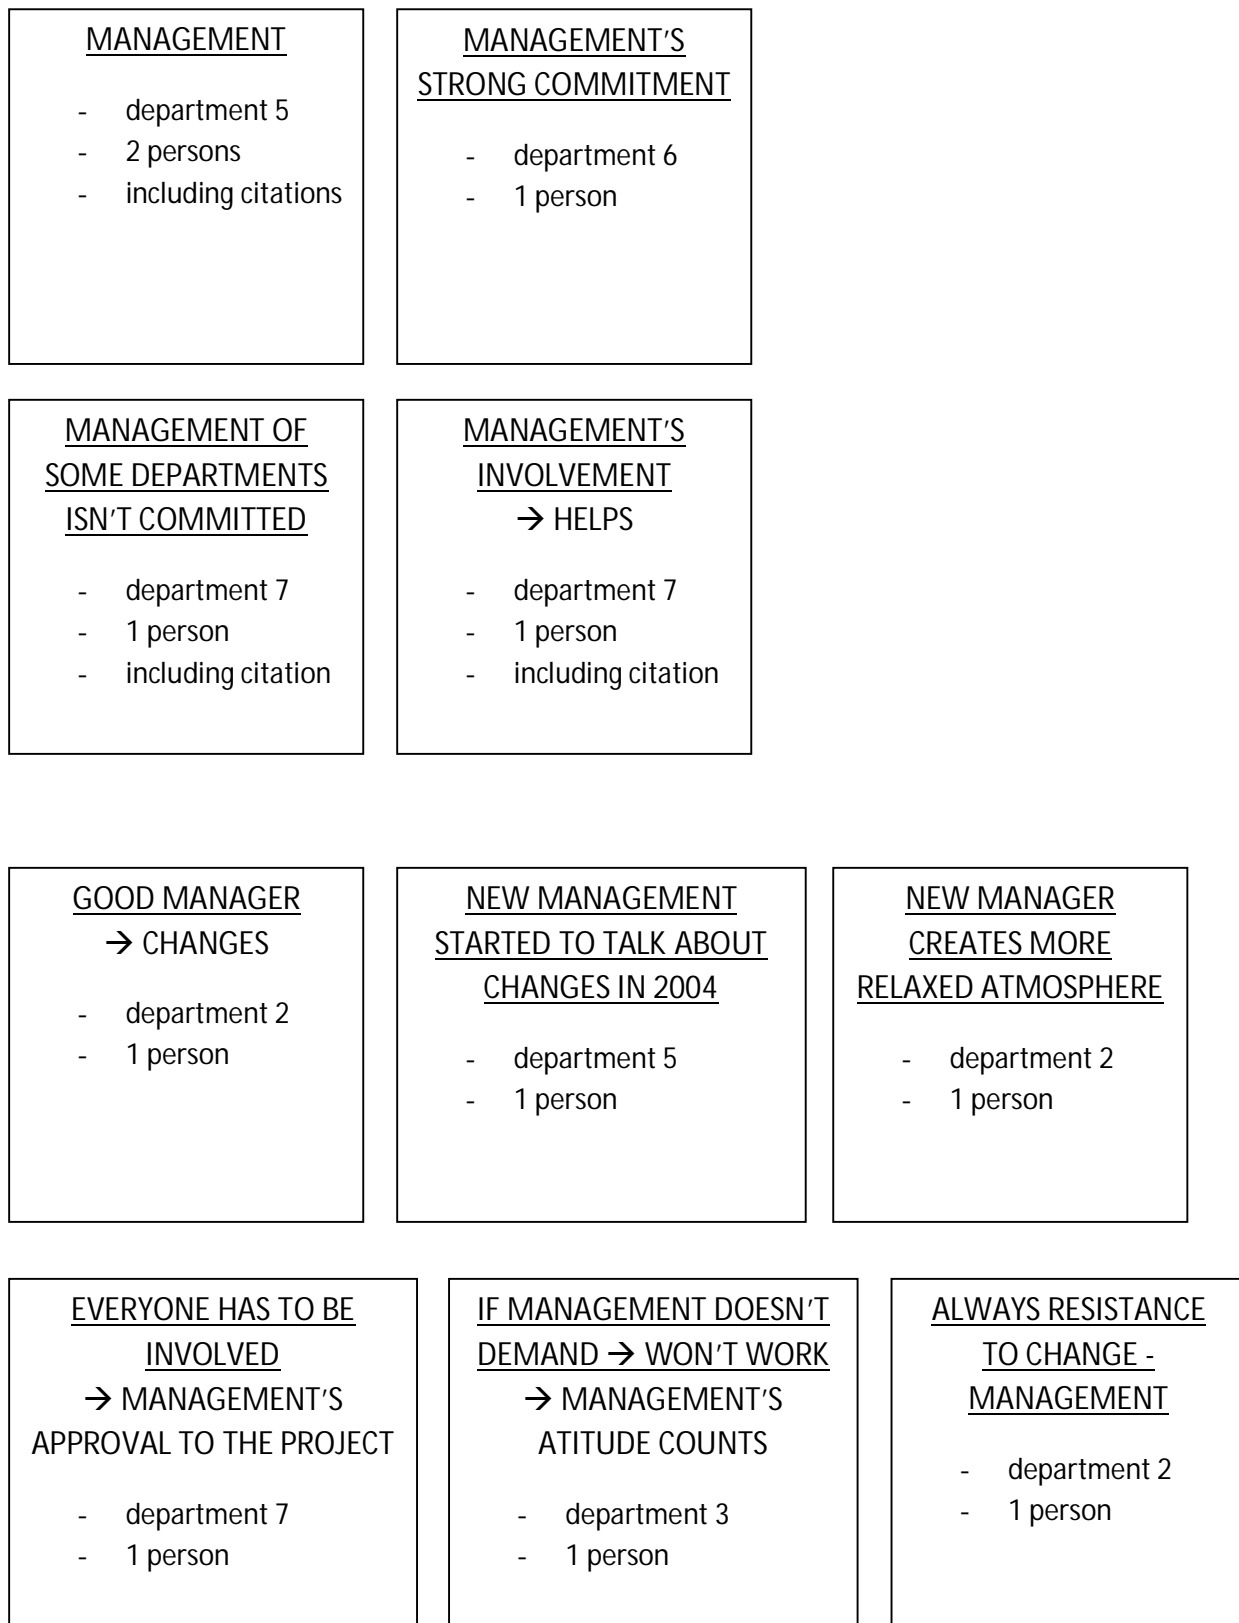 MANAGEMENT
- department 5
- 2 persons
- including citations
MANAGEMENT'S
STRONG COMMITMENT
- department 6
- 1 person
MANAGEMENT OF
SOME DEPARTMENTS
ISN'T COMMITTED
- department 7
- 1 person
- including citation
MANAGEMENT'S
INVOLVEMENT
→ HELPS
- department 7
- 1 person
- including citation
GOOD MANAGER
→ CHANGES
- department 2
- 1 person
NEW MANAGEMENT
STARTED TO TALK ABOUT
CHANGES IN 2004
- department 5
- 1 person
NEW MANAGER
CREATES MORE
RELAXED ATMOSPHERE
- department 2
- 1 person
EVERYONE HAS TO BE
INVOLVED
→ MANAGEMENT'S
APPROVAL TO THE PROJECT
- department 7
- 1 person
IF MANAGEMENT DOESN'T
DEMAND → WON'T WORK
→ MANAGEMENT'S
ATITUDE COUNTS
- department 3
- 1 person
ALWAYS RESISTANCE
TO CHANGE -
MANAGEMENT
- department 2
- 1 person